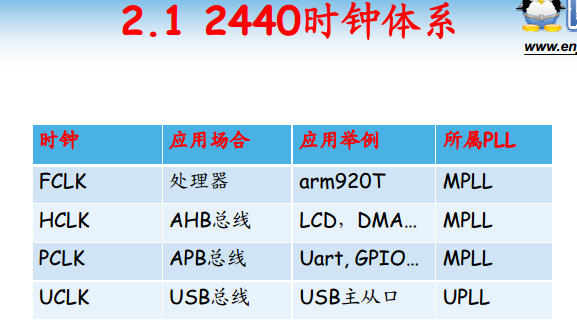 2.1 2440时钟体系
www.en
时钟 应用场合 应用举例 所属PLL
FCLK 处理器 arm920T MPLL
HCLK AHB总线 LCD，DMA... MPLL
PCLK APB总线 Uart, GPIO... MPLL
UCLK USB总线 USB主从口 UPLL